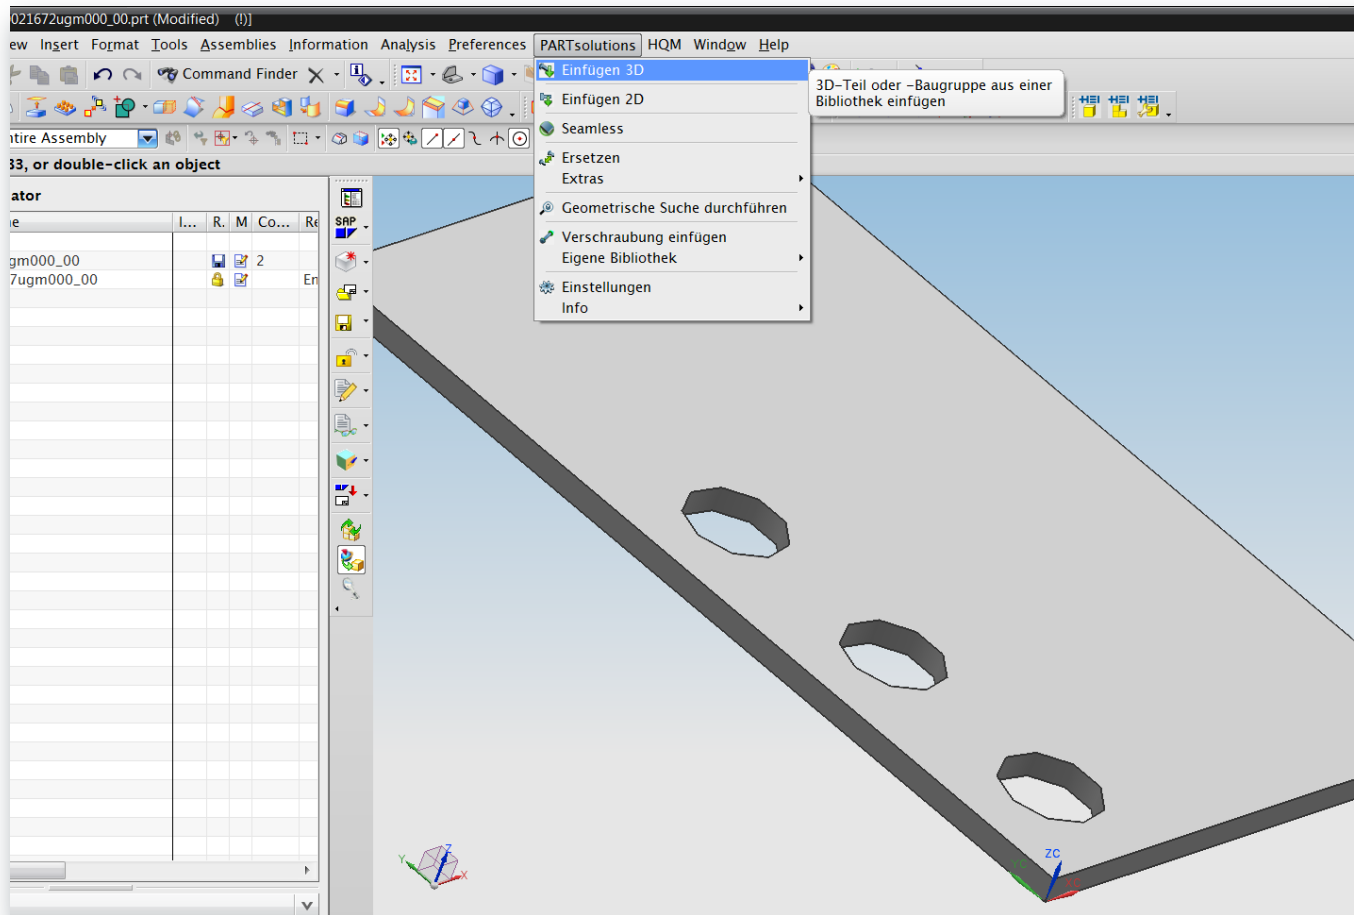 021672ugm000_00.prt (Modified) (!)]
ew Insert Format Tools Assemblies Information Analysis Preferences PARTsolutions HQM Window Help
Command Finder
Einfügen 3D
3D-Teil oder -Baugruppe aus einer
Bibliothek einfügen
Einfügen 2D
ntire Assembly
Seamless
33, or double-click an object
Ersetzen
Extras
ator
Geometrische Suche durchführen
e I... R. M Co... Re
SAP
Verschraubung einfügen
gm000_00 2
Eigene Bibliothek
7ugm000_00 En
Einstellungen
Info
Y Z X
ZC
YC